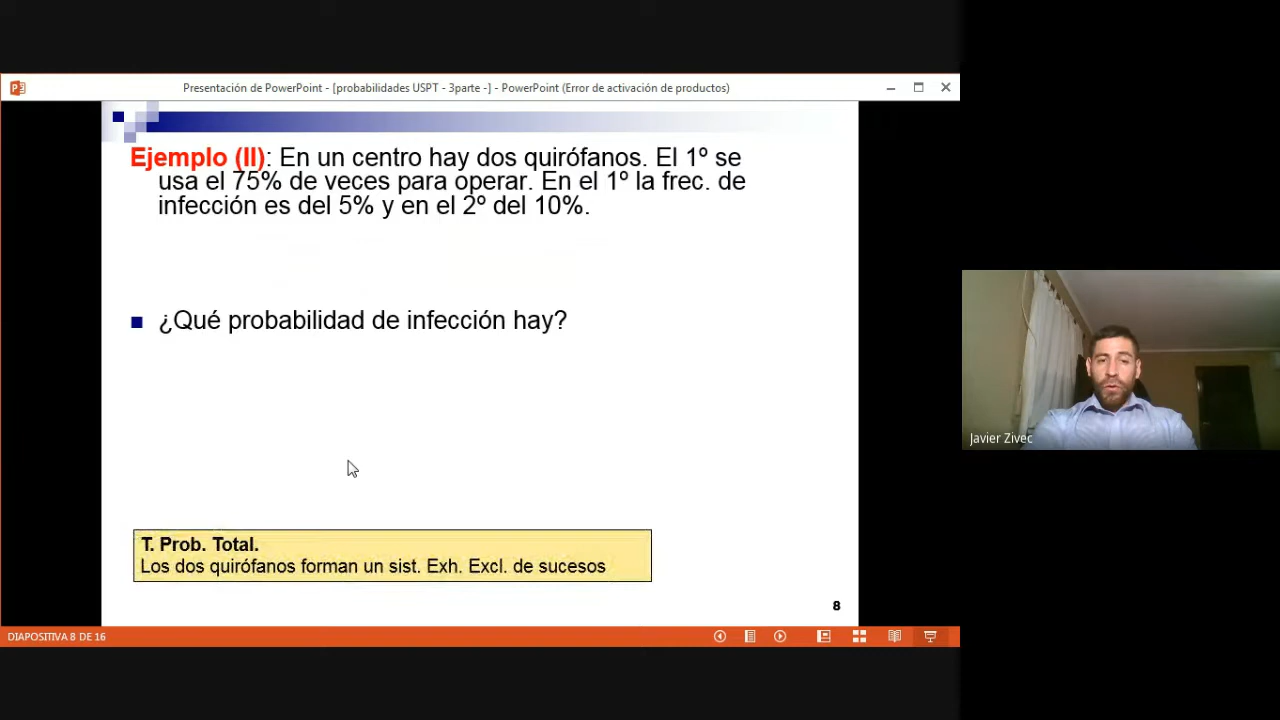 Presentación de PowerPoint - [probabilidades USPT - 3parte -] - PowerPoint (Error de activación de productos)
Ejemplo (II): En un centro hay dos quirófanos. El 1º se
usa el 75% de veces para operar. En el 1º la frec. de
infección es del 5% y en el 2º del 10%.
¿Qué probabilidad de infección hay?
T. Prob. Total.
Los dos quirófanos forman un sist. Exh. Excl. de sucesos
8
DIAPOSITIVA 8 DE 16
Javier Zivec